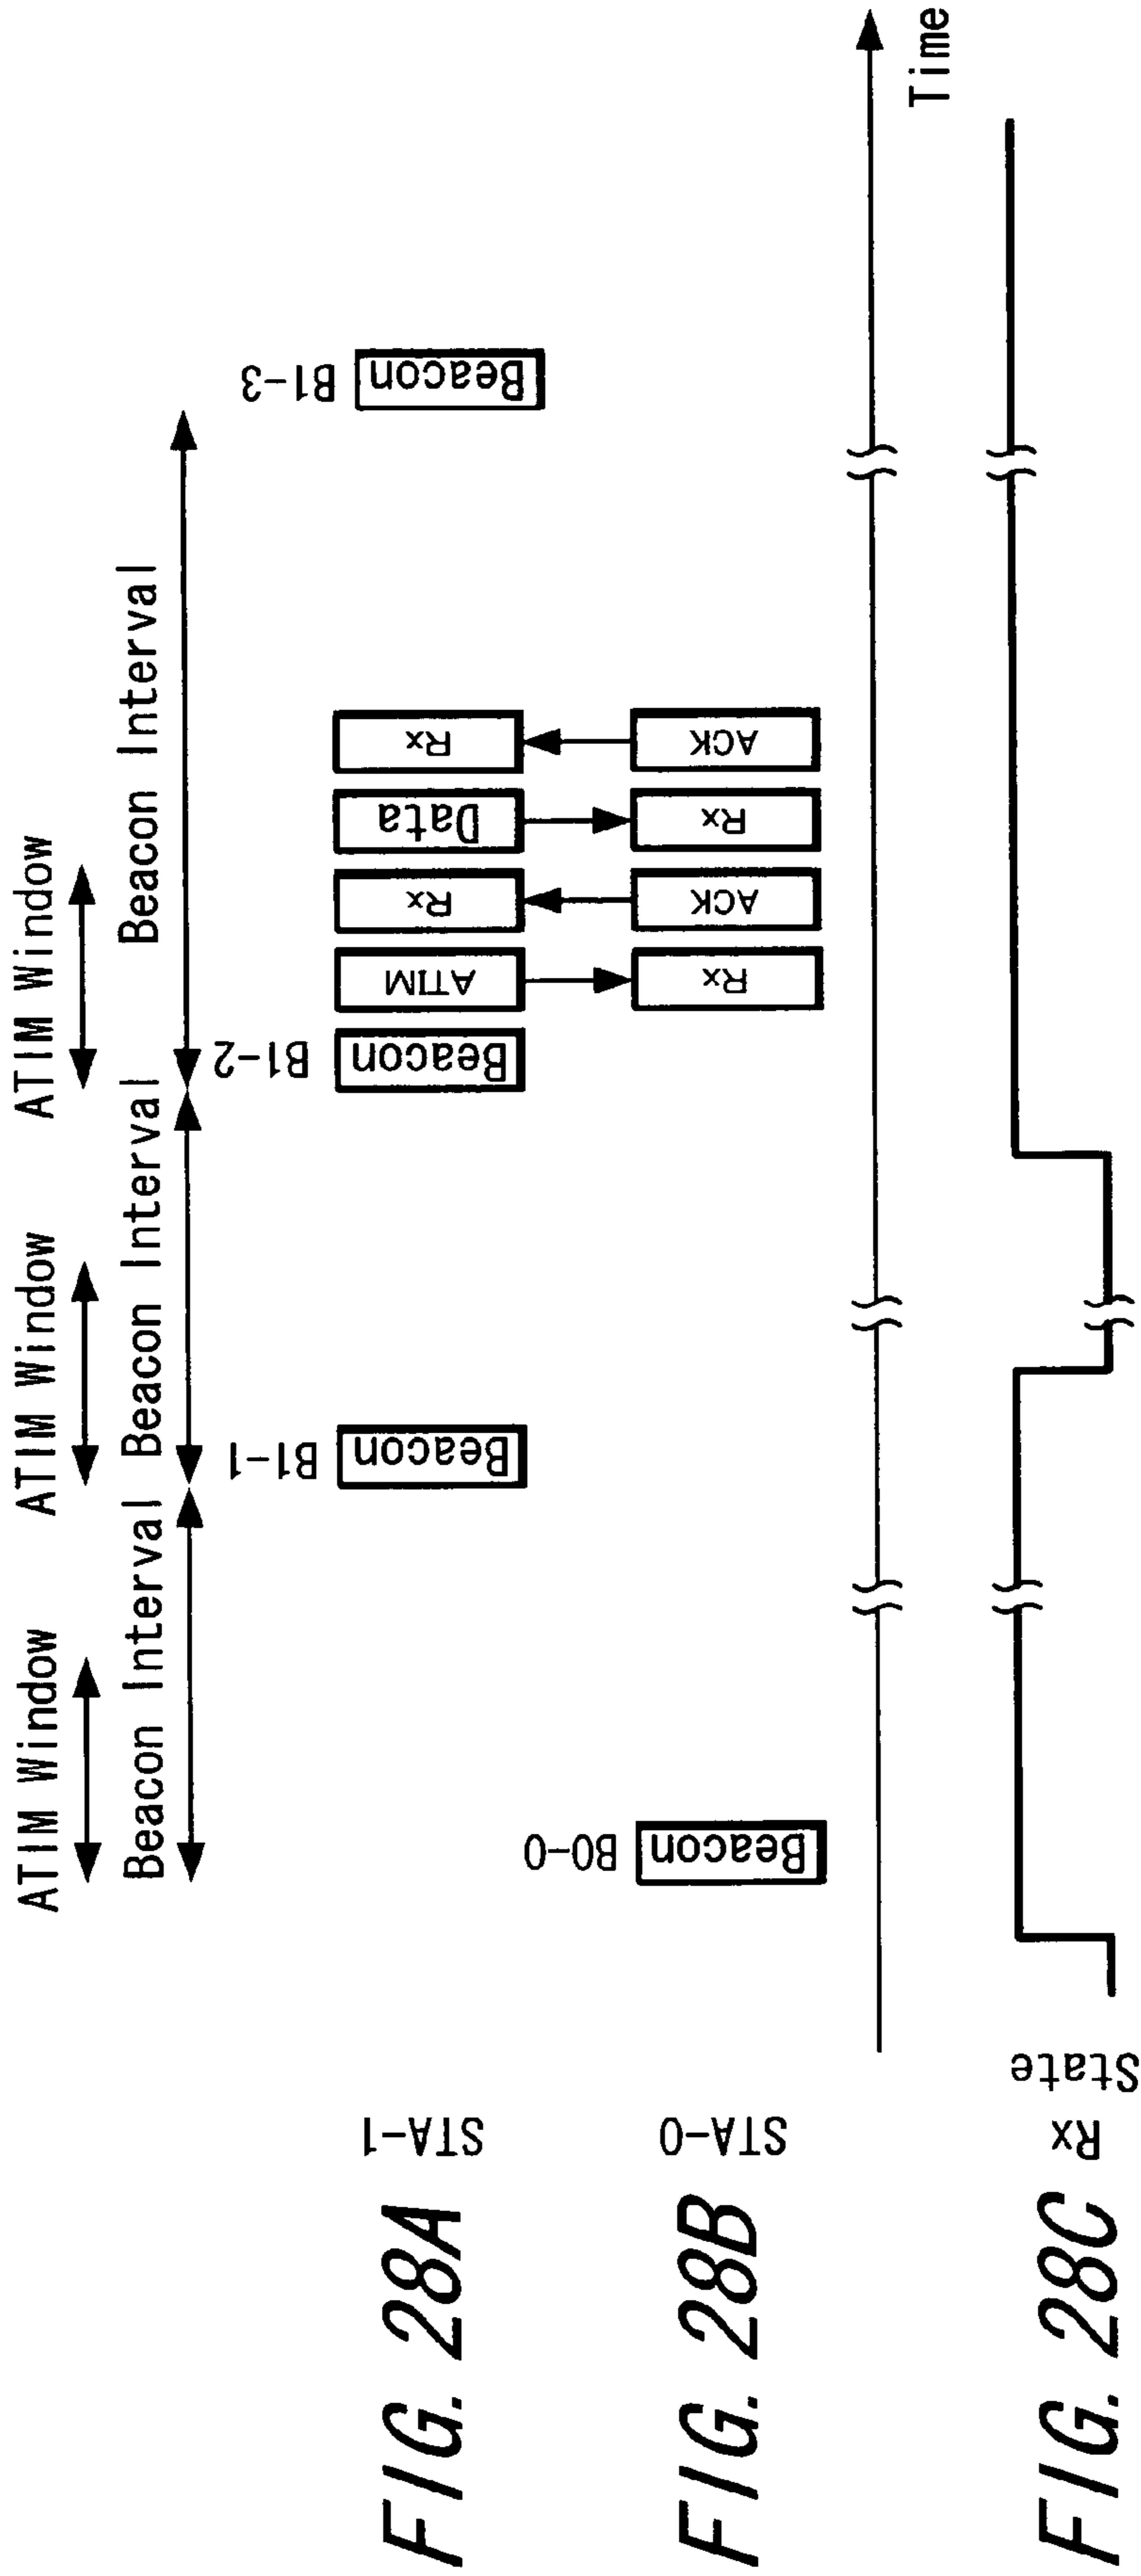 ATIM Window
ATIM Window
ATIM Window
Beacon Interval
Beacon Interval
Beacon Interval
FIG. 28A
STA-1
B1-1
Beacon
B1-2
Beacon
ATIM
Rx
Data
Rx
B1-3
Beacon
FIG. 28B
STA-0
B0-0
Beacon
Rx
ACK
Rx
ACK
Time
FIG. 28C
Rx
State